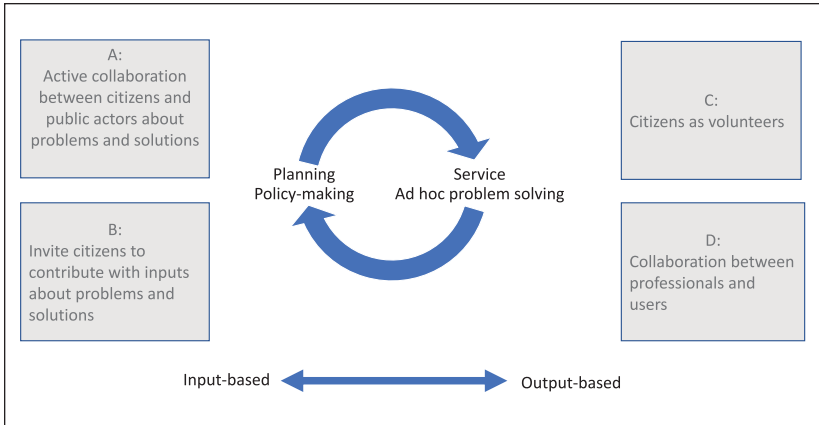 A:
Active collaboration
between citizens and
public actors about
problems and solutions
B:
Invite citizens to
contribute with inputs
about problems and
solutions
Planning
Policy-making
Service
Ad hoc problem solving
C:
Citizens as volunteers
D:
Collaboration between
professionals and
users
Input-based
Output-based